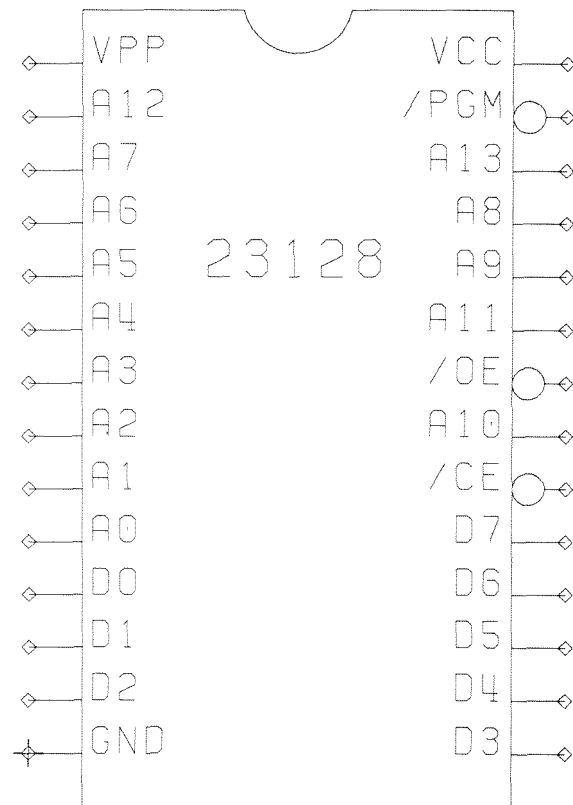 VPP VCC
A12 /PGM
A7 A13
A6 A8
23128
A5 A9
A4 A11
A3 /OE
A2 A10
A1 /CE
A0 D7
D0 D6
D1 D5
D2 D4
GND D3